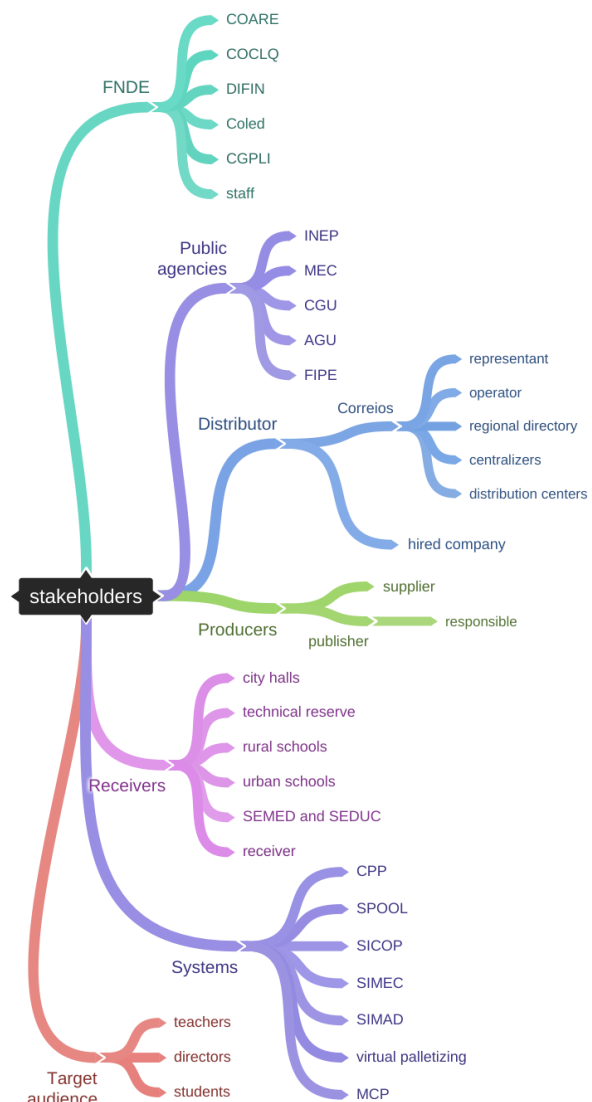 COARE
COCLQ
FNDE
DIFIN
Coled
CGPLI
staff
Public
agencies
INEP
MEC
CGU
AGU
FIPE
Distributor
Correios
representant
operator
regional directory
centralizers
distribution centers
hired company
stakeholders
Producers
supplier
publisher
responsible
Receivers
city halls
technical reserve
rural schools
urban schools
SEMED and SEDUC
receiver
Systems
CPP
SPOOL
SICOP
SIMEC
SIMAD
virtual palletizing
MCP
Target
audience
teachers
directors
students